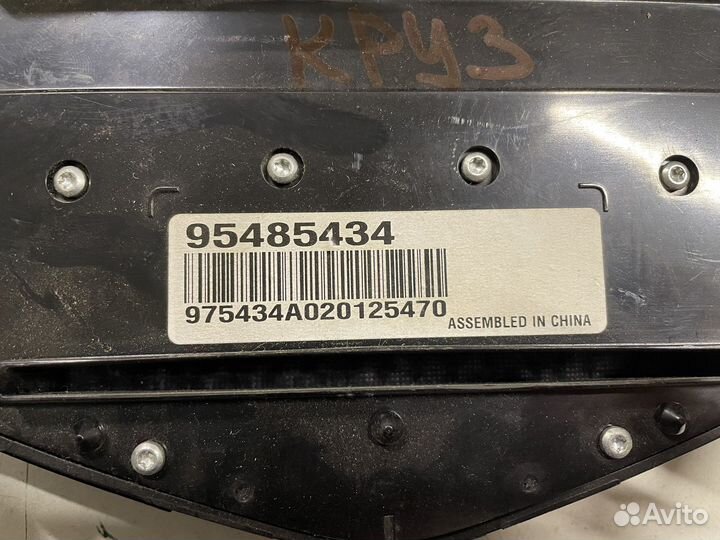 КРУЗ
95485434
975434A020125470
ASSEMBLED IN CHINA
Avito